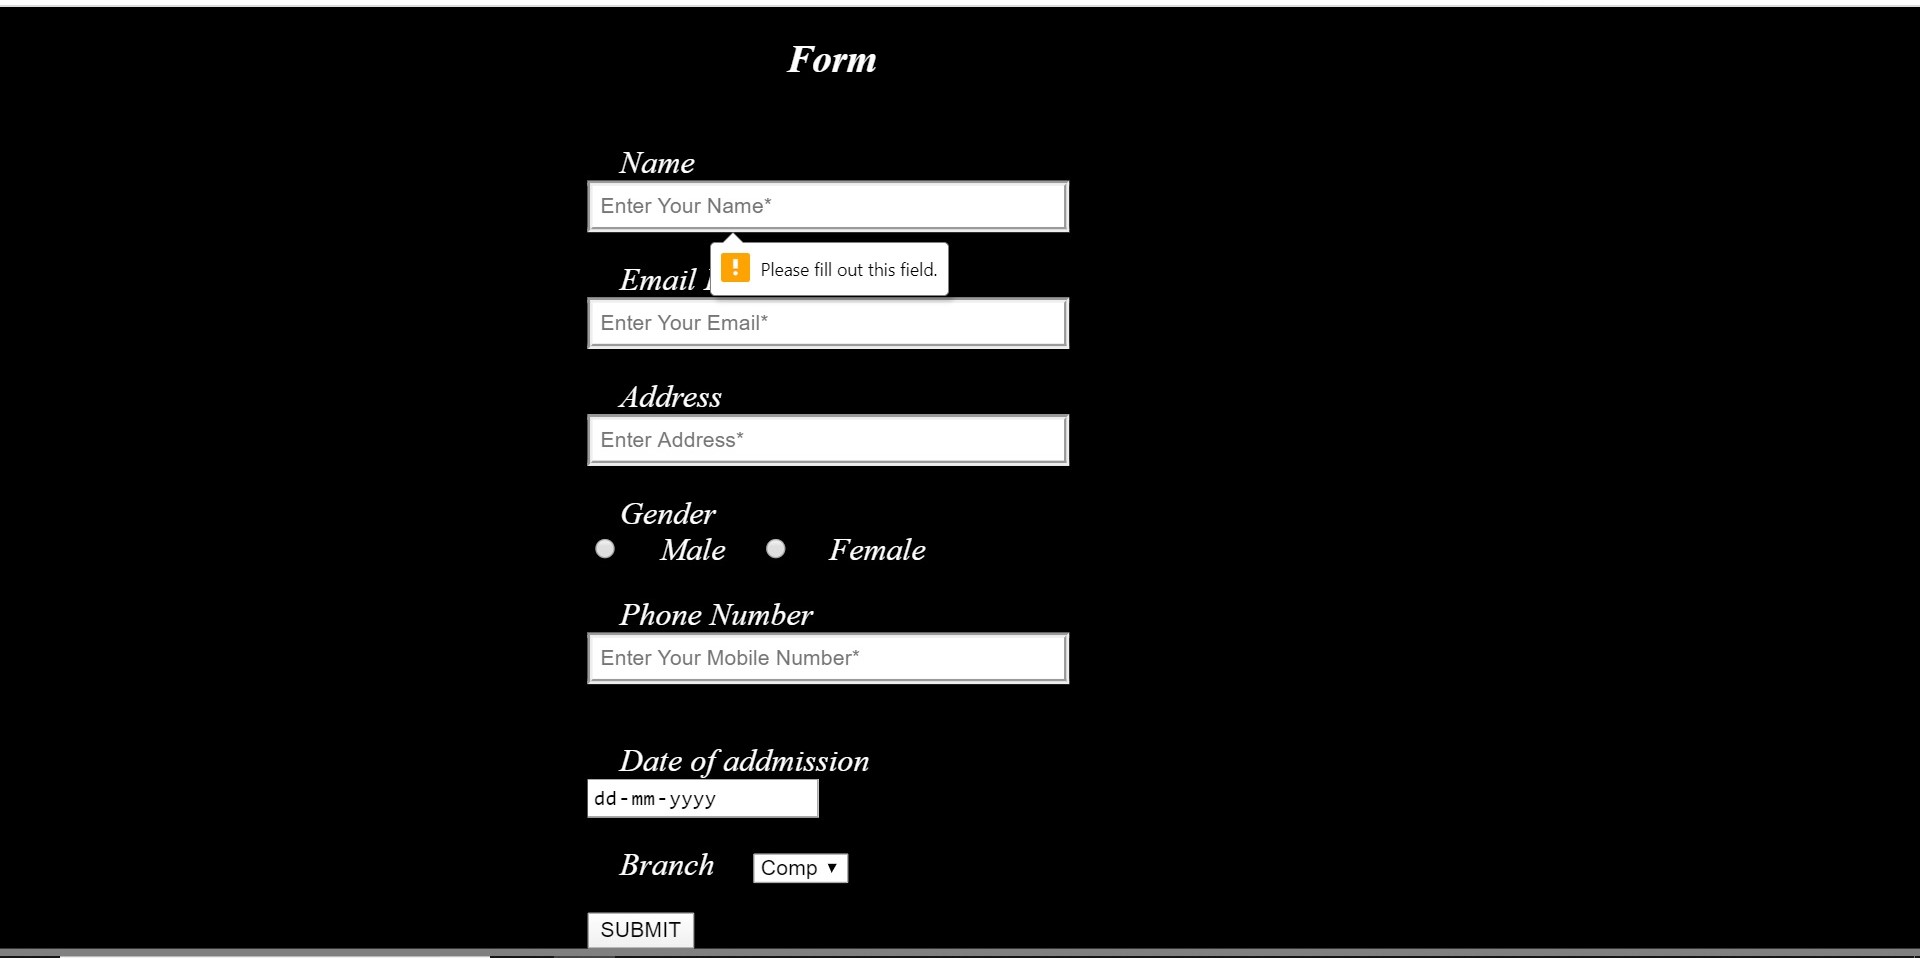 Form
Name
Enter Your Name*
Please fill out this field.
Email
Enter Your Email*
Address
Enter Address*
Gender
Male Female
Phone Number
Enter Your Mobile Number*
Date of addmission
dd-mm-yyyy
Branch Comp
SUBMIT